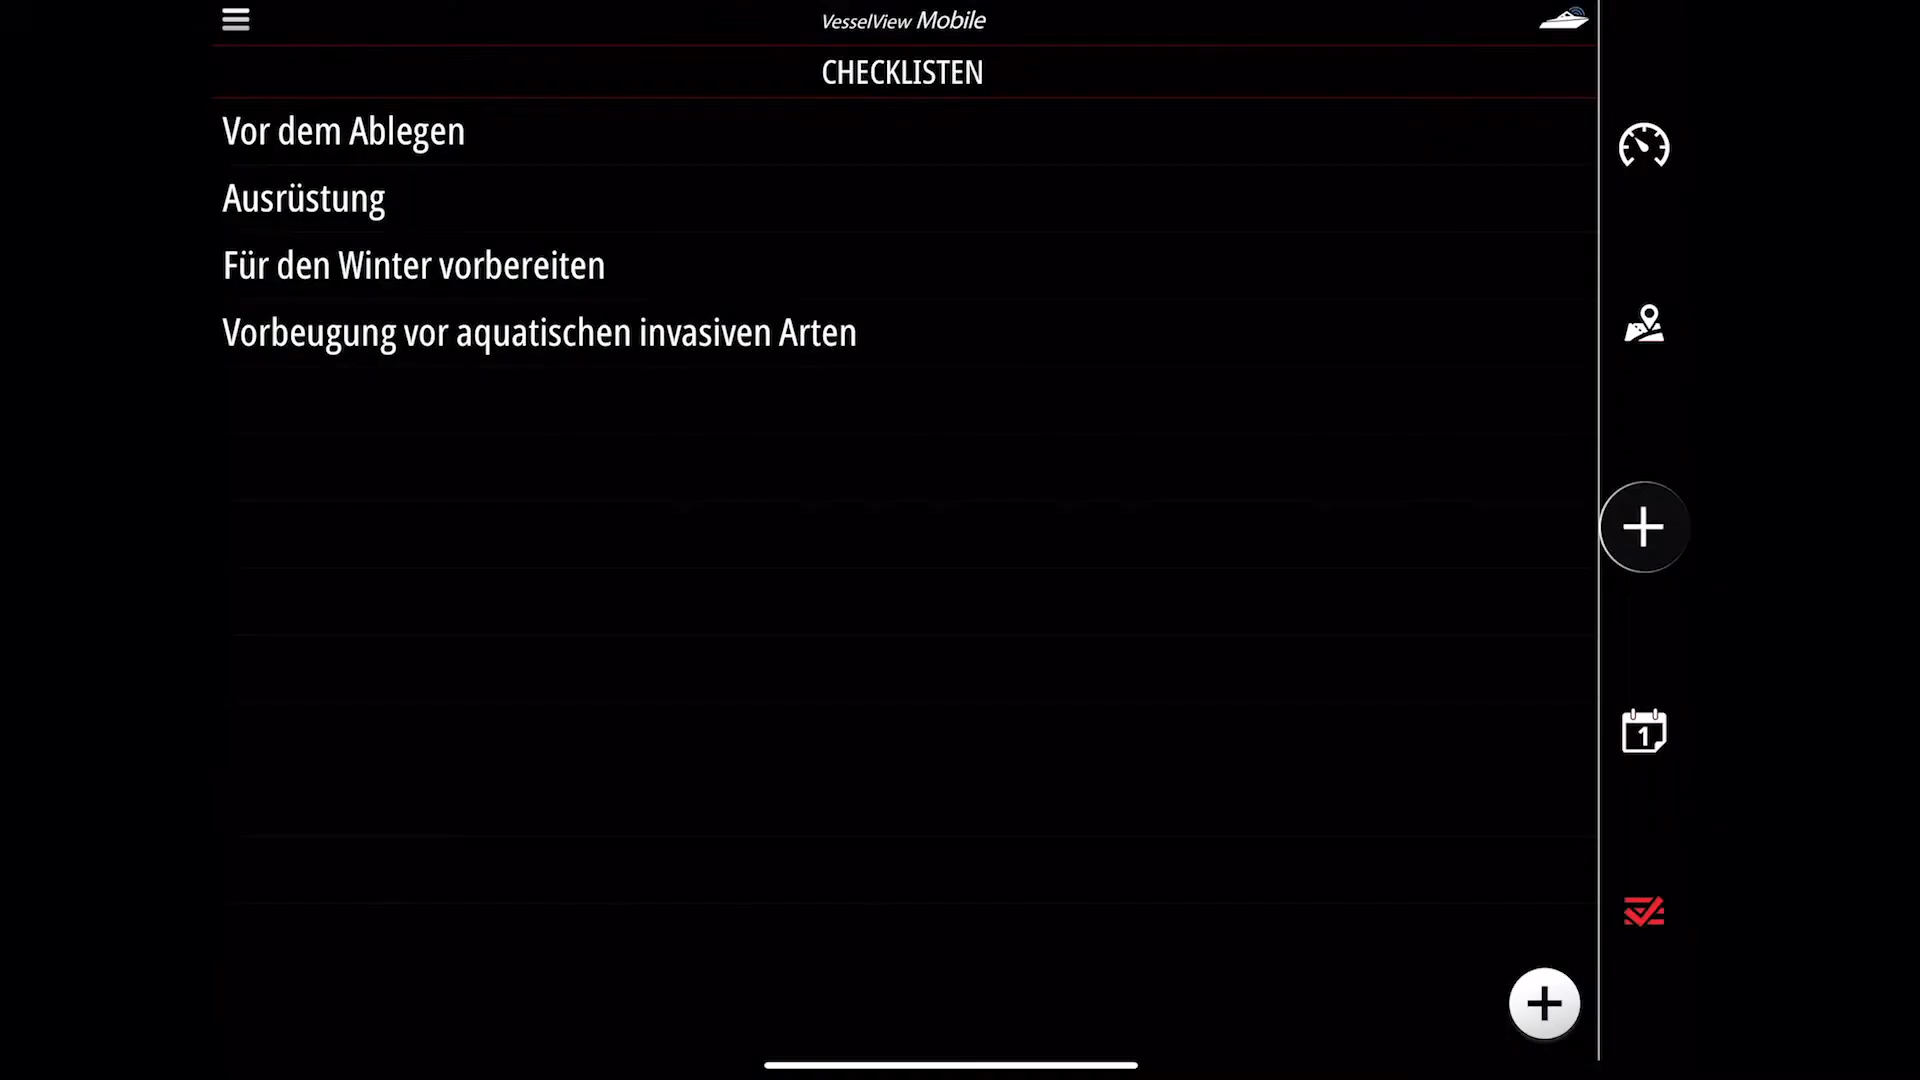 VesselView Mobile
CHECKLISTEN
Vor dem Ablegen
Ausrüstung
Für den Winter vorbereiten
Vorbeugung vor aquatischen invasiven Arten
1